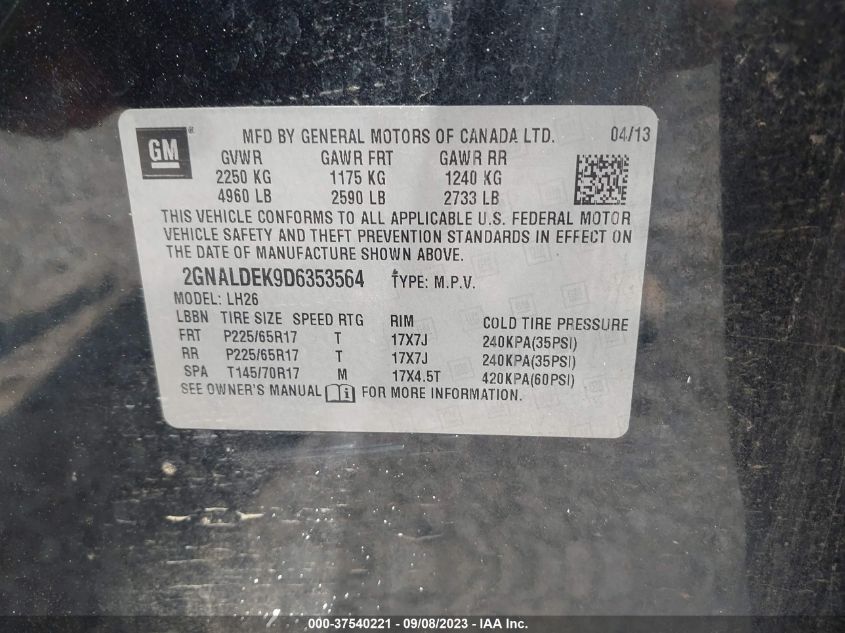 GM ® MFD BY GENERAL MOTORS OF CANADA LTD. 04/13
GVWR GAWR FRT GAWR RR
2250 KG 1175 KG 1240 KG
4960 LB 2590 LB 2733 LB
THIS VEHICLE CONFORMS TO ALL APPLICABLE U.S. FEDERAL MOTOR
VEHICLE SAFETY AND THEFT PREVENTION STANDARDS IN EFFECT ON
THE DATE OF MANUFACTURE SHOWN ABOVE.
2GNALDEK9D6353564 * TYPE: M.P.V.
MODEL: LH26
LBBN TIRE SIZE SPEED RTG RIM COLD TIRE PRESSURE
FRT P225/65R17 T 17X7J 240KPA(35PSI)
RR P225/65R17 T 17X7J 240KPA(35PSI)
SPA T145/70R17 M 17X4.5T 420KPA(60PSI)
SEE OWNER'S MANUAL i FOR MORE INFORMATION.
000-37540221 - 09/08/2023 - IAA Inc.